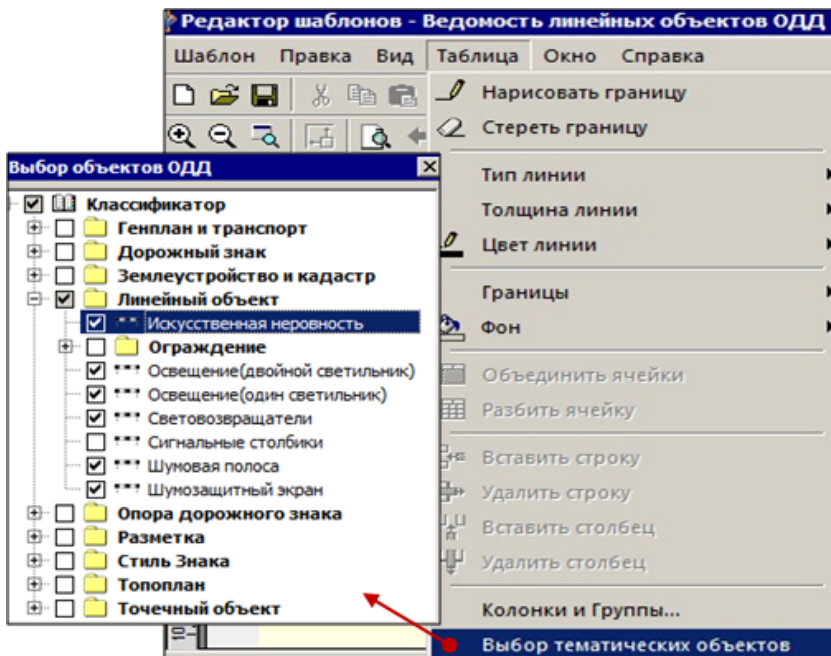 Редактор шаблонов - Ведомость линейных объектов ОДД
Шаблон Правка Вид Таблица Окно Справка
Нарисовать границу
Стереть границу
Тип линии
Толщина линии
Цвет линии
Границы
Фон
Объединить ячейки
Разбить ячейку
Вставить строку
Удалить строку
Вставить столбец
Удалить столбец
Колонки и Группы...
Выбор тематических объектов
Выбор объектов ОДД
Классификатор
Генплан и транспорт
Дорожный знак
Землеустройство и кадастр
Линейный объект
Искусственная неровность
Ограждение
Освещение(двойной светильник)
Освещение(один светильник)
Световозвращатели
Сигнальные столбики
Шумовая полоса
Шумозащитный экран
Опора дорожного знака
Разметка
Стиль Знака
Топоплан
Точечный объект